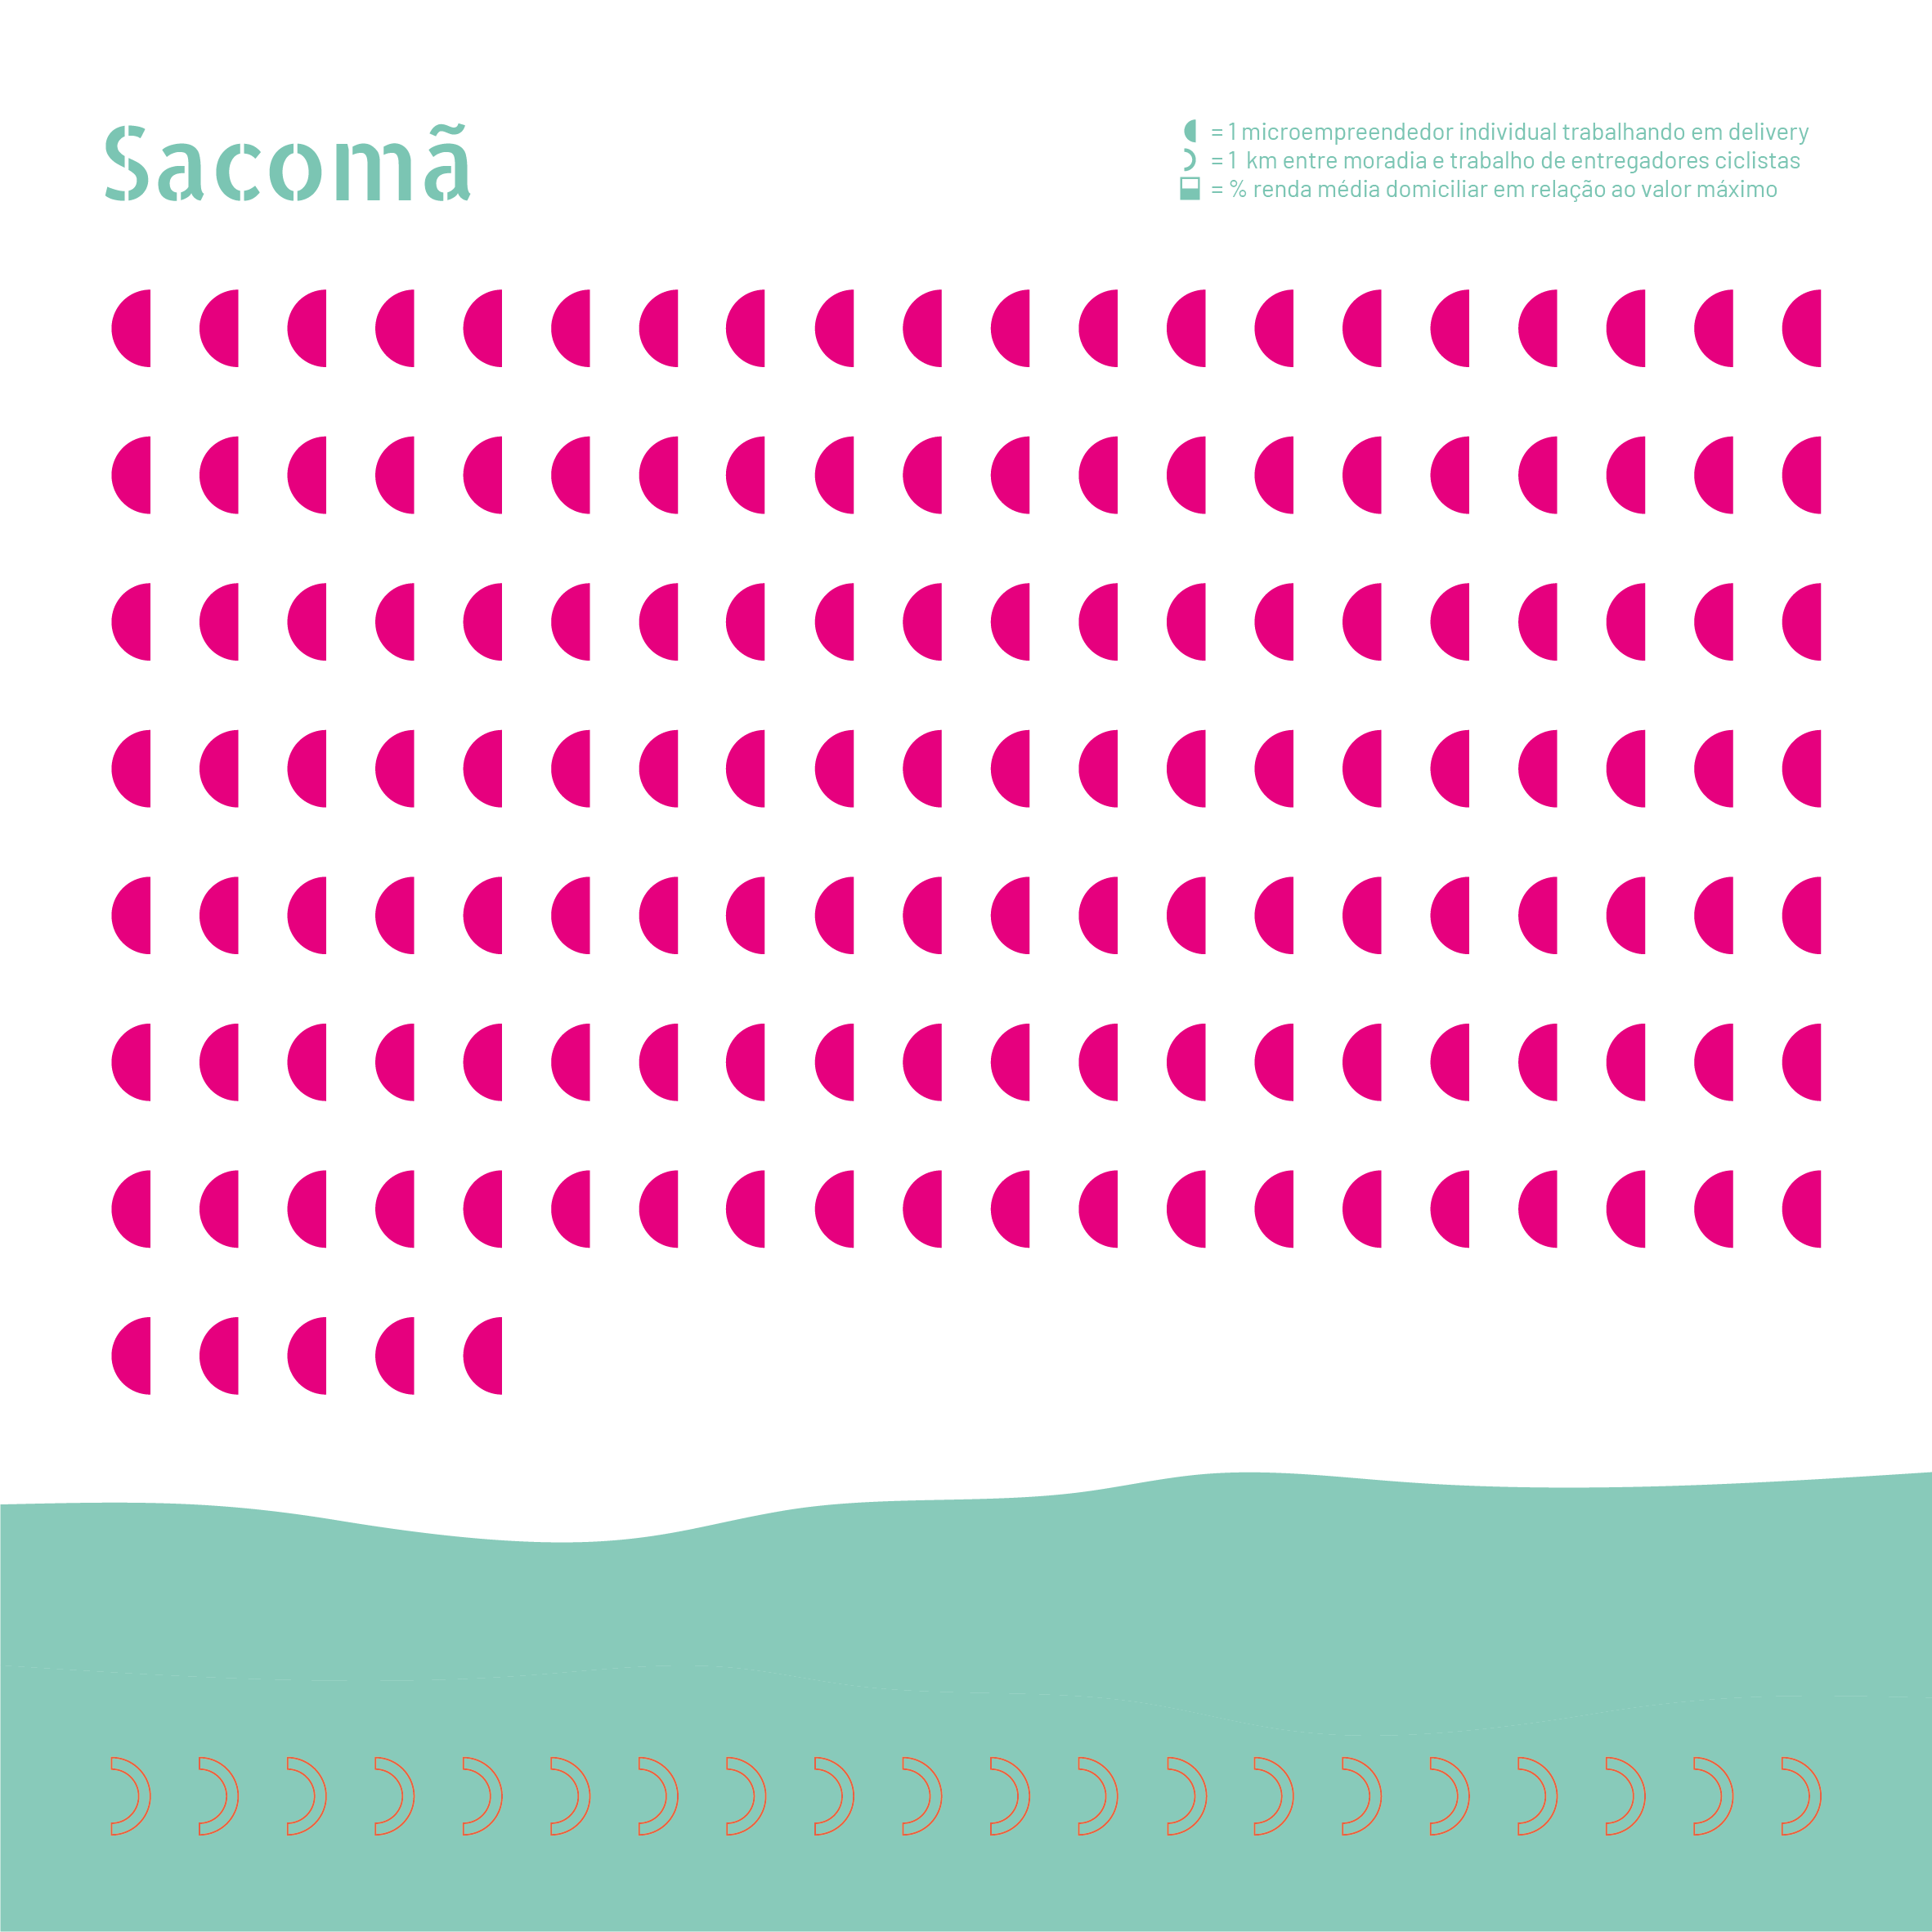 Sacomã
= 1 microempreendedor individual trabalhando em delivery
= 1 km entre moradia e trabalho de entregadores ciclistas
= % renda média domiciliar em relação ao valor máximo